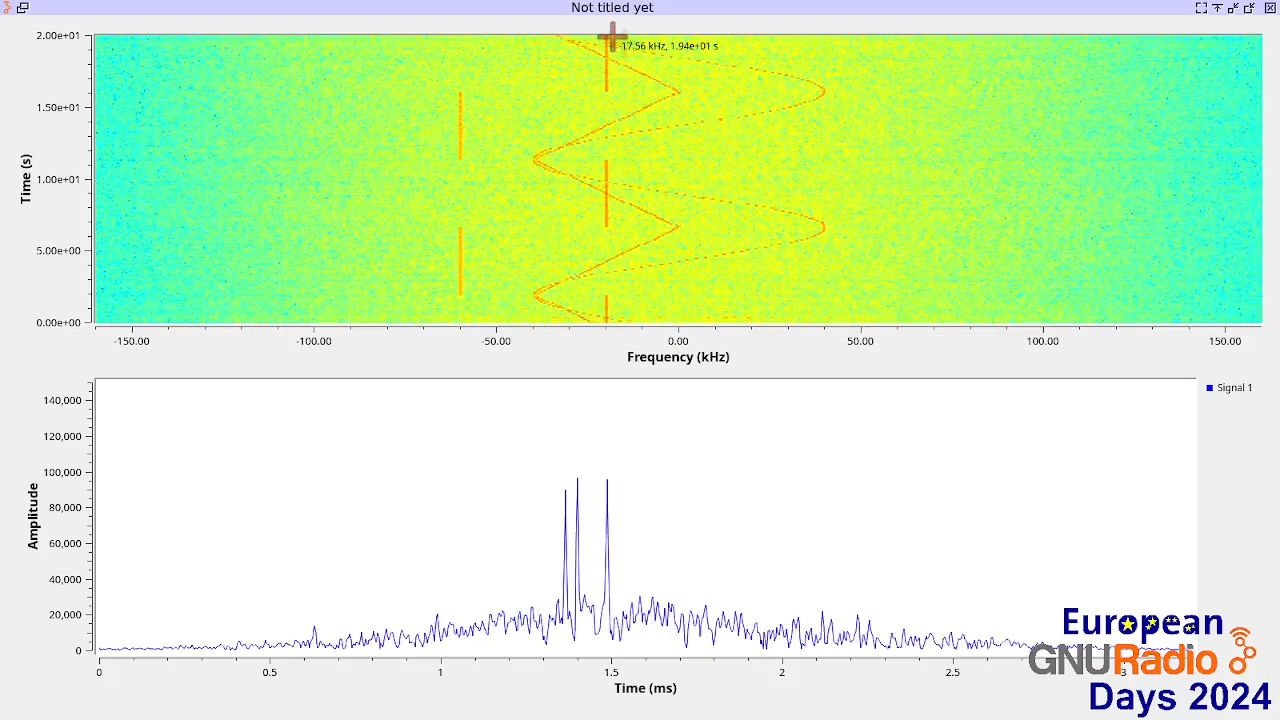 Not titled yet
-17.56 kHz, 1.94e+01 s
2.00e+01
1.50e+01
1.00e+01
5.00e+00
0.00e+00
Time (s)
-150.00 -100.00 -50.00 0.00 50.00 100.00 150.00
Frequency (kHz)
Signal 1
140,000
120,000
100,000
80,000
60,000
40,000
20,000
0
Amplitude
0 0.5 1 1.5 2 2.5 3
Time (ms)
European
GNURadio
Days 2024